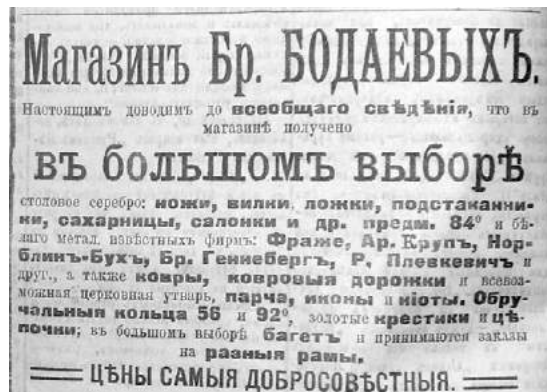 Магазинъ Бр. БОДАЕВЫХЪ.
Настоящимъ доводимъ до всеобщаго свѣдѣнія, что въ
магазинѣ получено
въ большомъ выборѣ
столовое серебро: ножи, вилки, ложки, подстаканни-
ки, сахарницы, салонки и др. предм. 84⁰ и бѣ-
лаго метал. извѣстныхъ фирмъ: Фраже, Ар. Крупъ, Нор-
блинъ-Бухъ, Бр. Геннебергъ, Р. Плевкевичъ и
друг., а также ковры, ковровыя дорожки и всевоз-
можная церковная утварь, парча, иконы и кіоты. Обру-
чальныя кольца 56 и 92⁰, золотые крестики и цѣ-
почки; въ большомъ выборѣ багетъ и принимаются заказы
на разныя рамы.
ЦѢНЫ САМЫЯ ДОБРОСОВѢСТНЫЯ.